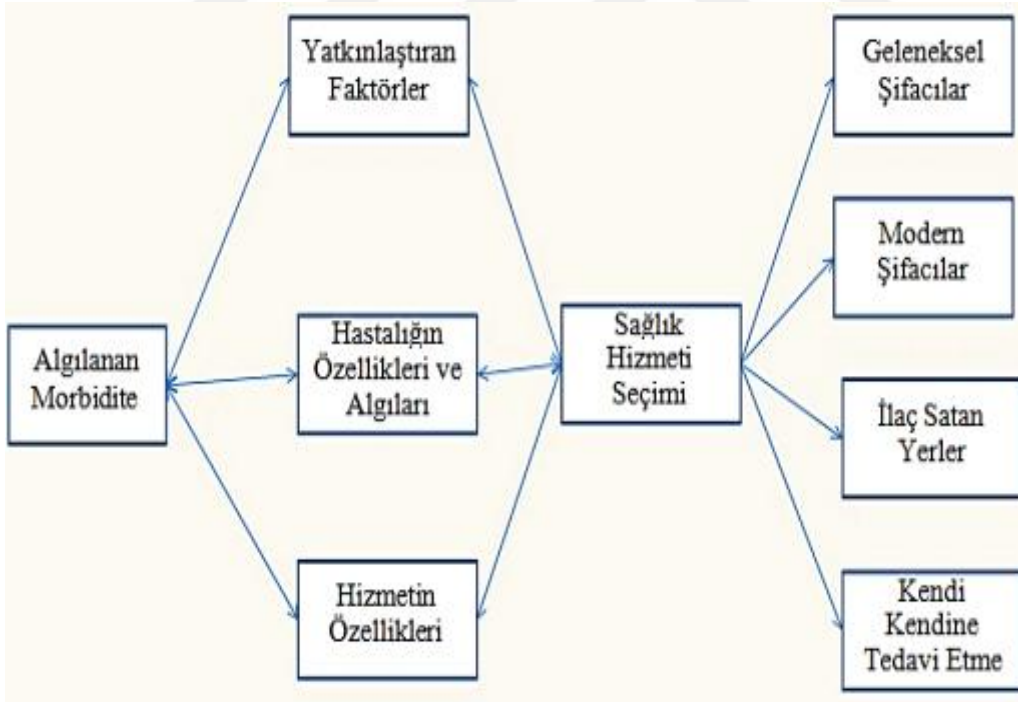 Yatkınlaştıran
Faktörler
Geleneksel
Şifacılar
Modern
Şifacılar
Algılanan
Morbidite
Hastalığın
Özellikleri ve
Algıları
Sağlık
Hizmeti
Seçimi
İlaç Satan
Yerler
Hizmetin
Özellikleri
Kendi
Kendine
Tedavi Etme